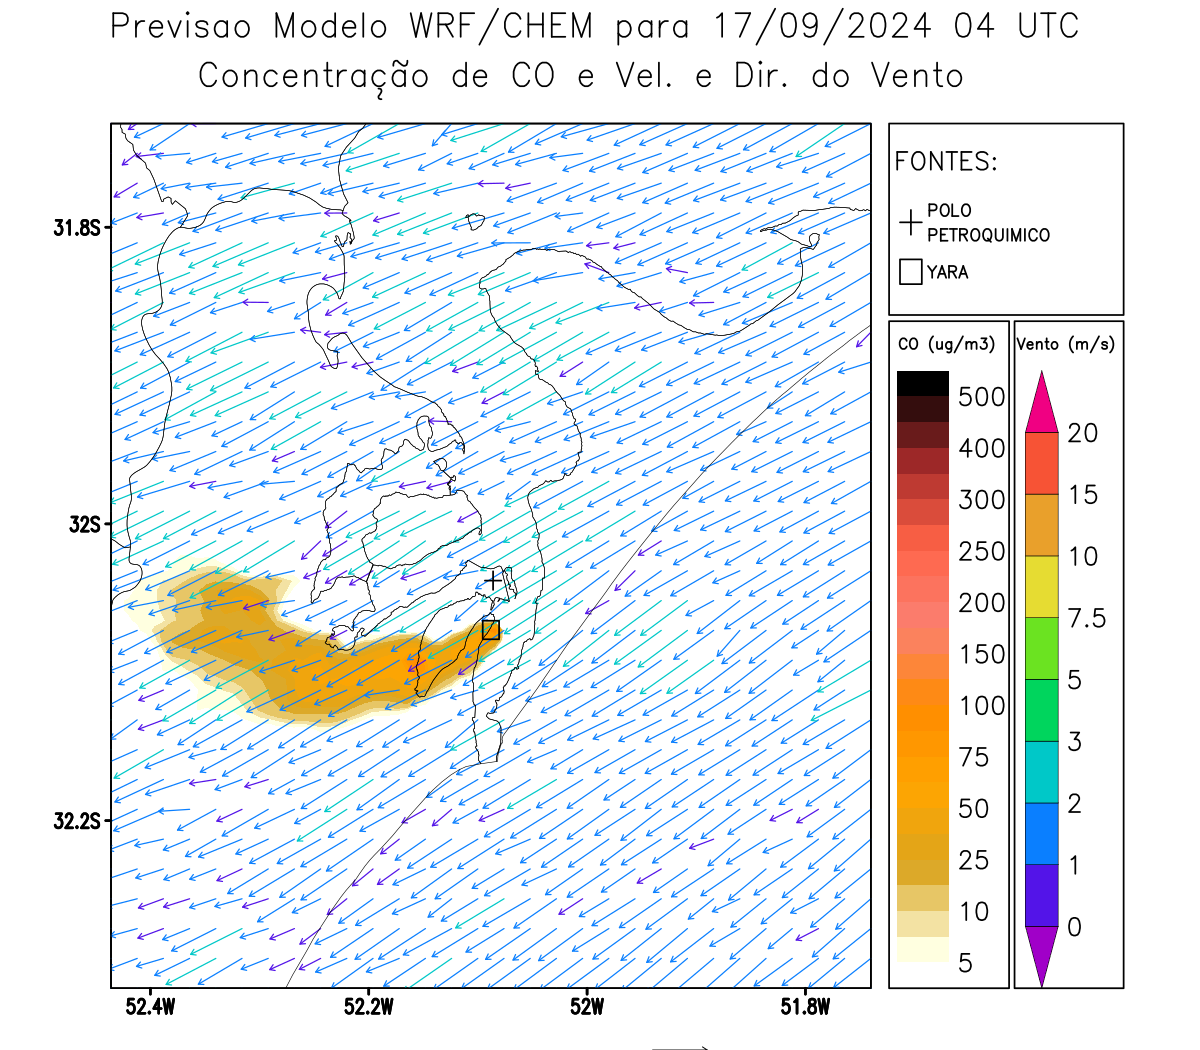 Previsao Modelo WRF/CHEM para 17/09/2024 04 UTC
Concentração de CO e Vel. e Dir. do Vento
FONTES:
POLO
PETROQUIMICO
YARA
CO (ug/m3)
500
400
300
250
200
150
100
75
50
25
10
5
Vento (m/s)
20
15
10
7.5
5
3
2
1
0
31.8S
32S
32.2S
52.4W
52.2W
52W
51.8W